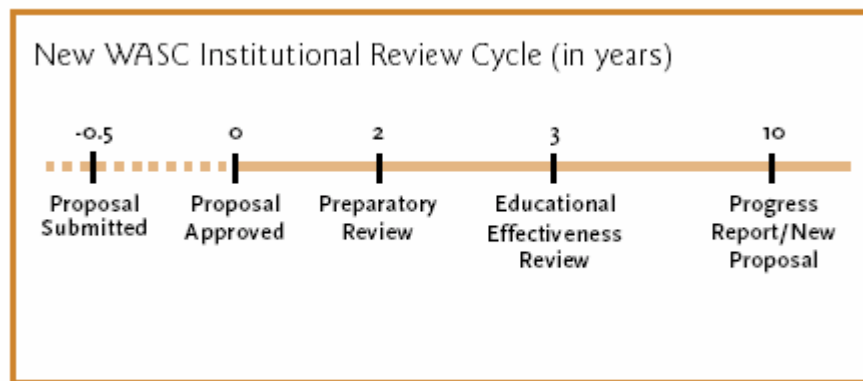 New WASC Institutional Review Cycle (in years)
-0.5 0 2 3 10
Proposal Submitted
Proposal Approved
Preparatory Review
Educational Effectiveness Review
Progress Report/New Proposal